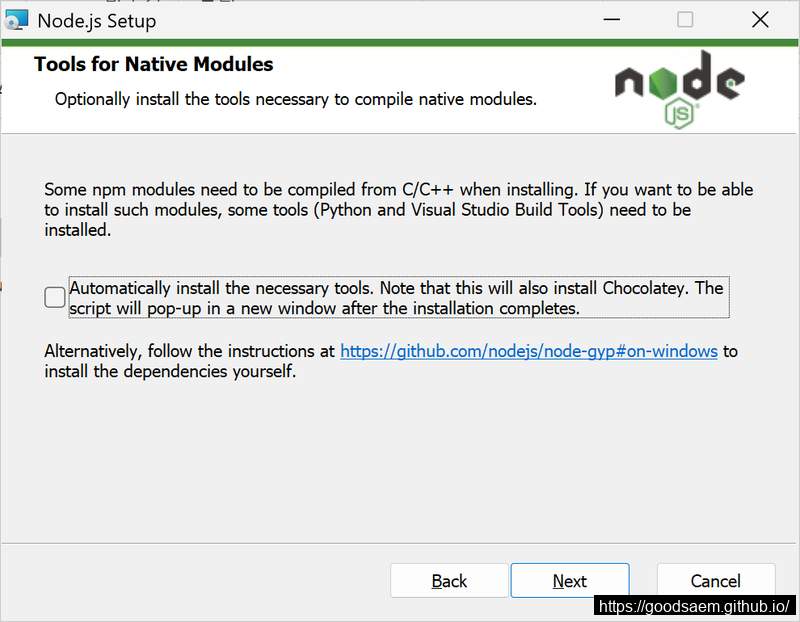 Node.js Setup
Tools for Native Modules
Optionally install the tools necessary to compile native modules.
node
JS
Some npm modules need to be compiled from C/C++ when installing. If you want to be able
to install such modules, some tools (Python and Visual Studio Build Tools) need to be
installed.
Automatically install the necessary tools. Note that this will also install Chocolatey. The
script will pop-up in a new window after the installation completes.
Alternatively, follow the instructions at https://github.com/nodejs/node-gyp#on-windows to
install the dependencies yourself.
Back
Next
Cancel
https://goodsaem.github.io/